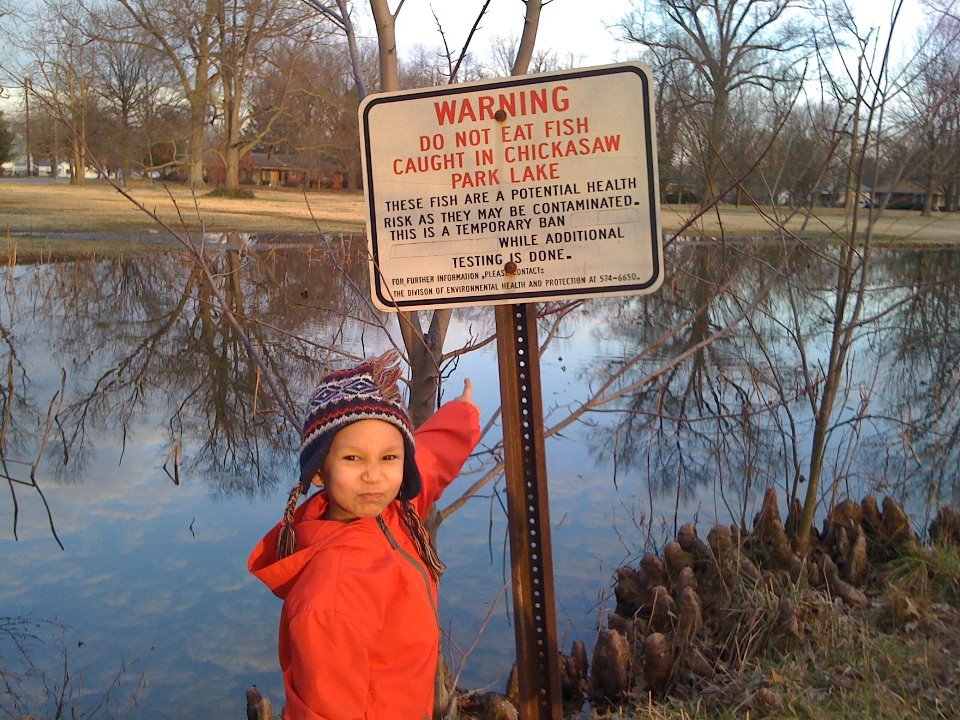 WARNING
DO NOT EAT FISH
CAUGHT IN CHICKASAW
PARK LAKE
THESE FISH ARE A POTENTIAL HEALTH
RISK AS THEY MAY BE CONTAMINATED.
THIS IS A TEMPORARY BAN
WHILE ADDITIONAL
TESTING IS DONE.
FOR FURTHER INFORMATION, PLEASE CONTACT:
THE DIVISON OF ENVIRONMENTAL HEALTH AND PROTECTION AT 574-6650.